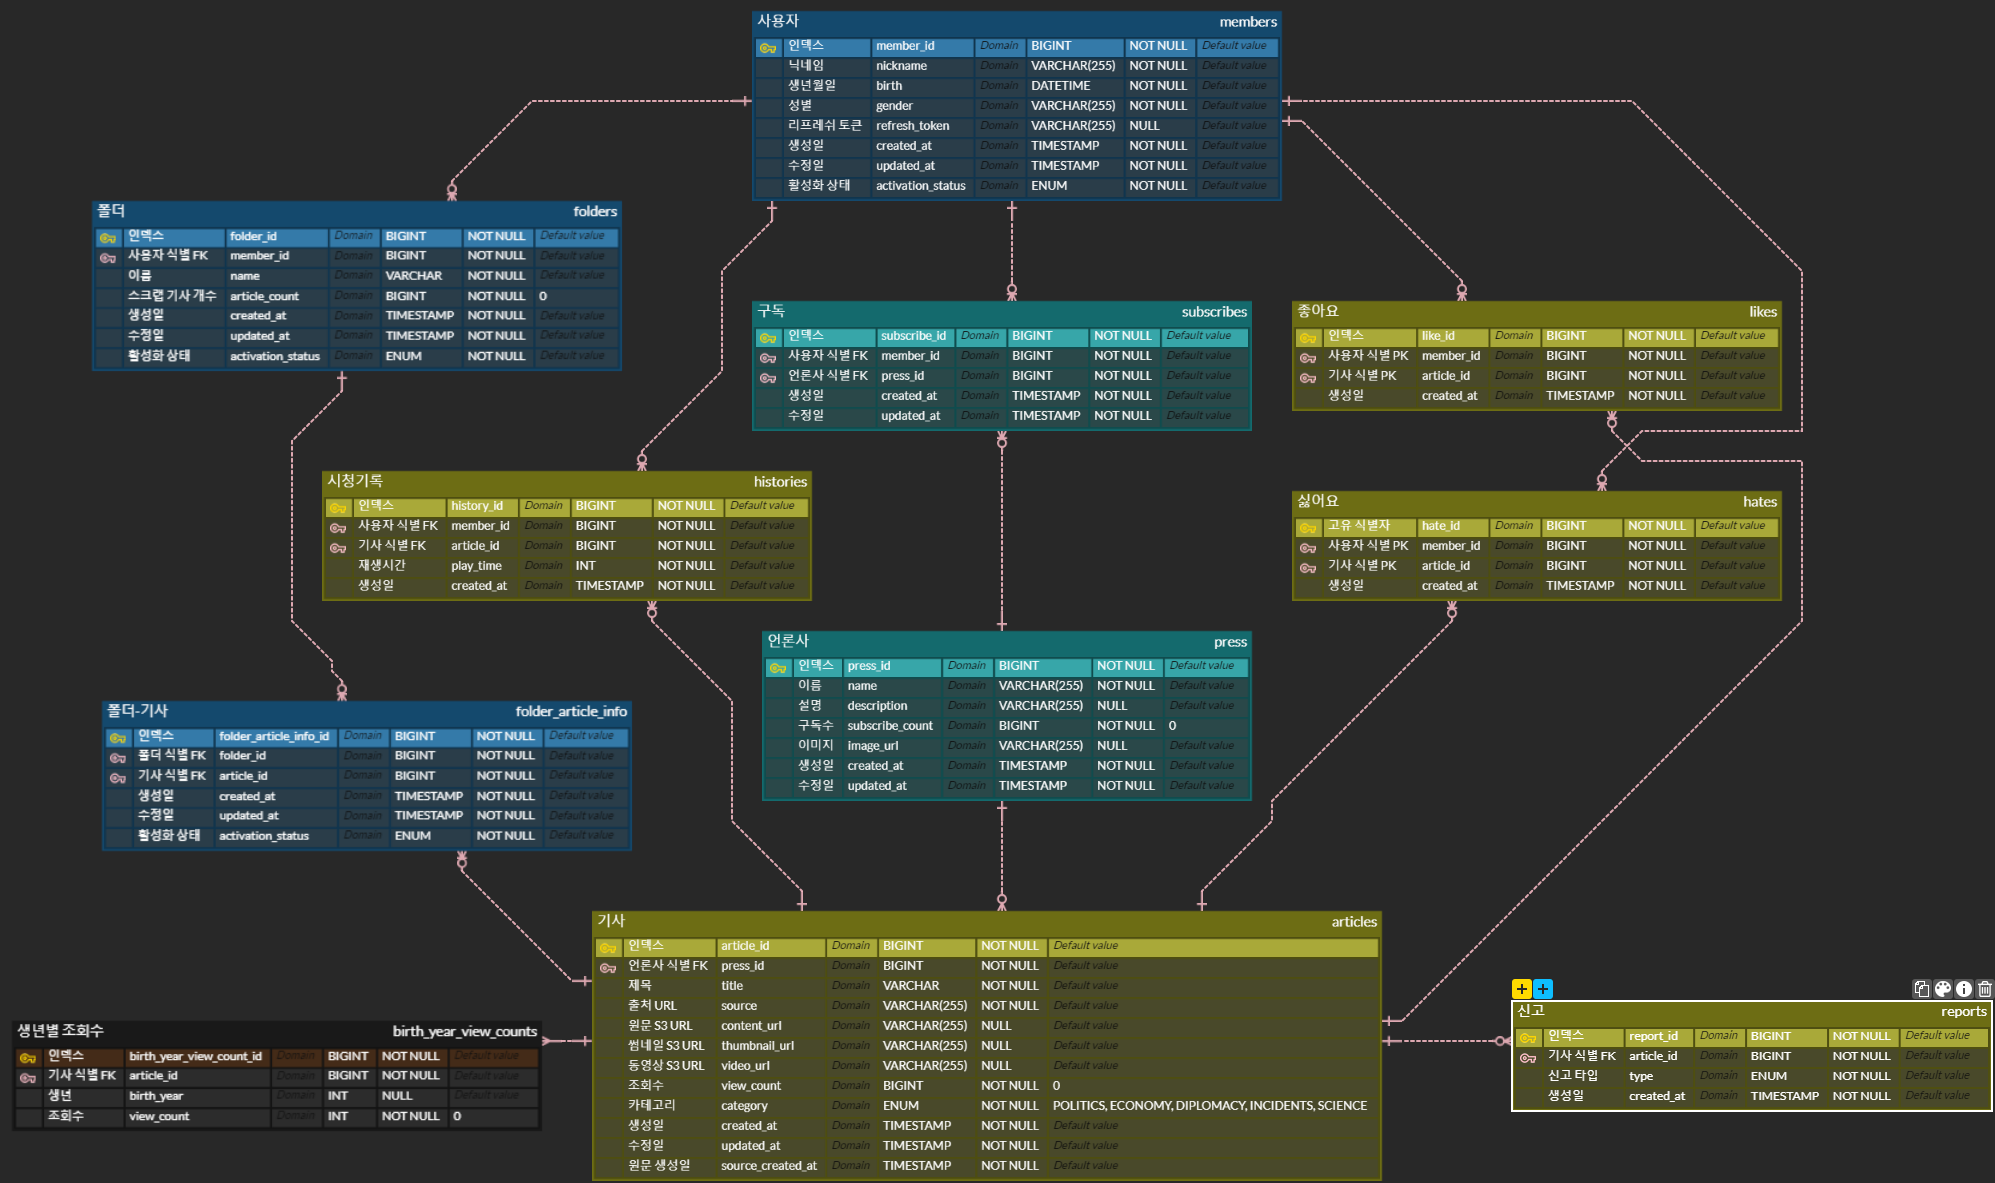 사용자 members
인덱스 member_id Domain BIGINT NOT NULL Default value
닉네임 nickname Domain VARCHAR(255) NOT NULL Default value
생년월일 birth Domain DATETIME NOT NULL Default value
성별 gender Domain VARCHAR(255) NOT NULL Default value
리프레쉬 토큰 refresh_token Domain VARCHAR(255) NULL Default value
생성일 created_at Domain TIMESTAMP NOT NULL Default value
수정일 updated_at Domain TIMESTAMP NOT NULL Default value
활성화 상태 activation_status Domain ENUM NOT NULL Default value
폴더 folders
인덱스 folder_id Domain BIGINT NOT NULL Default value
사용자 식별 FK member_id Domain BIGINT NOT NULL Default value
이름 name Domain VARCHAR NOT NULL Default value
스크랩 기사 개수 article_count Domain BIGINT NOT NULL 0
생성일 created_at Domain TIMESTAMP NOT NULL Default value
수정일 updated_at Domain TIMESTAMP NOT NULL Default value
활성화 상태 activation_status Domain ENUM NOT NULL Default value
구독 subscribes
인덱스 subscribe_id Domain BIGINT NOT NULL Default value
사용자 식별 FK member_id Domain BIGINT NOT NULL Default value
언론사 식별 FK press_id Domain BIGINT NOT NULL Default value
생성일 created_at Domain TIMESTAMP NOT NULL Default value
수정일 updated_at Domain TIMESTAMP NOT NULL Default value
좋아요 likes
인덱스 like_id Domain BIGINT NOT NULL Default value
사용자 식별 PK member_id Domain BIGINT NOT NULL Default value
기사 식별 PK article_id Domain BIGINT NOT NULL Default value
생성일 created_at Domain TIMESTAMP NOT NULL Default value
시청기록 histories
인덱스 history_id Domain BIGINT NOT NULL Default value
사용자 식별 FK member_id Domain BIGINT NOT NULL Default value
기사 식별 FK article_id Domain BIGINT NOT NULL Default value
재생시간 play_time Domain INT NOT NULL Default value
생성일 created_at Domain TIMESTAMP NOT NULL Default value
싫어요 hates
고유 식별자 hate_id Domain BIGINT NOT NULL Default value
사용자 식별 PK member_id Domain BIGINT NOT NULL Default value
기사 식별 PK article_id Domain BIGINT NOT NULL Default value
생성일 created_at Domain TIMESTAMP NOT NULL Default value
언론사 press
인덱스 press_id Domain BIGINT NOT NULL Default value
이름 name Domain VARCHAR(255) NOT NULL Default value
설명 description Domain VARCHAR(255) NULL Default value
구독수 subscribe_count Domain BIGINT NOT NULL 0
이미지 image_url Domain VARCHAR(255) NULL Default value
생성일 created_at Domain TIMESTAMP NOT NULL Default value
수정일 updated_at Domain TIMESTAMP NOT NULL Default value
폴더-기사 folder_article_info
인덱스 folder_article_info_id Domain BIGINT NOT NULL Default value
폴더 식별 FK folder_id Domain BIGINT NOT NULL Default value
기사 식별 FK article_id Domain BIGINT NOT NULL Default value
생성일 created_at Domain TIMESTAMP NOT NULL Default value
수정일 updated_at Domain TIMESTAMP NOT NULL Default value
활성화 상태 activation_status Domain ENUM NOT NULL Default value
기사 articles
인덱스 article_id Domain BIGINT NOT NULL Default value
언론사 식별 FK press_id Domain BIGINT NOT NULL Default value
제목 title Domain VARCHAR NOT NULL Default value
출처 URL source Domain VARCHAR(255) NOT NULL Default value
원문 S3 URL content_url Domain VARCHAR(255) NULL Default value
썸네일 S3 URL thumbnail_url Domain VARCHAR(255) NULL Default value
동영상 S3 URL video_url Domain VARCHAR(255) NULL Default value
조회수 view_count Domain BIGINT NOT NULL 0
카테고리 category Domain ENUM NOT NULL POLITICS, ECONOMY, DIPLOMACY, INCIDENTS, SCIENCE
생성일 created_at Domain TIMESTAMP NOT NULL Default value
수정일 updated_at Domain TIMESTAMP NOT NULL Default value
원문 생성일 source_created_at Domain TIMESTAMP NOT NULL Default value
생년별 조회수 birth_year_view_counts
인덱스 birth_year_view_count_id Domain BIGINT NOT NULL Default value
기사 식별 FK article_id Domain BIGINT NOT NULL Default value
생년 birth_year Domain INT NULL Default value
조회수 view_count Domain INT NOT NULL 0
신고 reports
인덱스 report_id Domain BIGINT NOT NULL Default value
기사 식별 FK article_id Domain BIGINT NOT NULL Default value
신고 타입 type Domain ENUM NOT NULL Default value
생성일 created_at Domain TIMESTAMP NOT NULL Default value